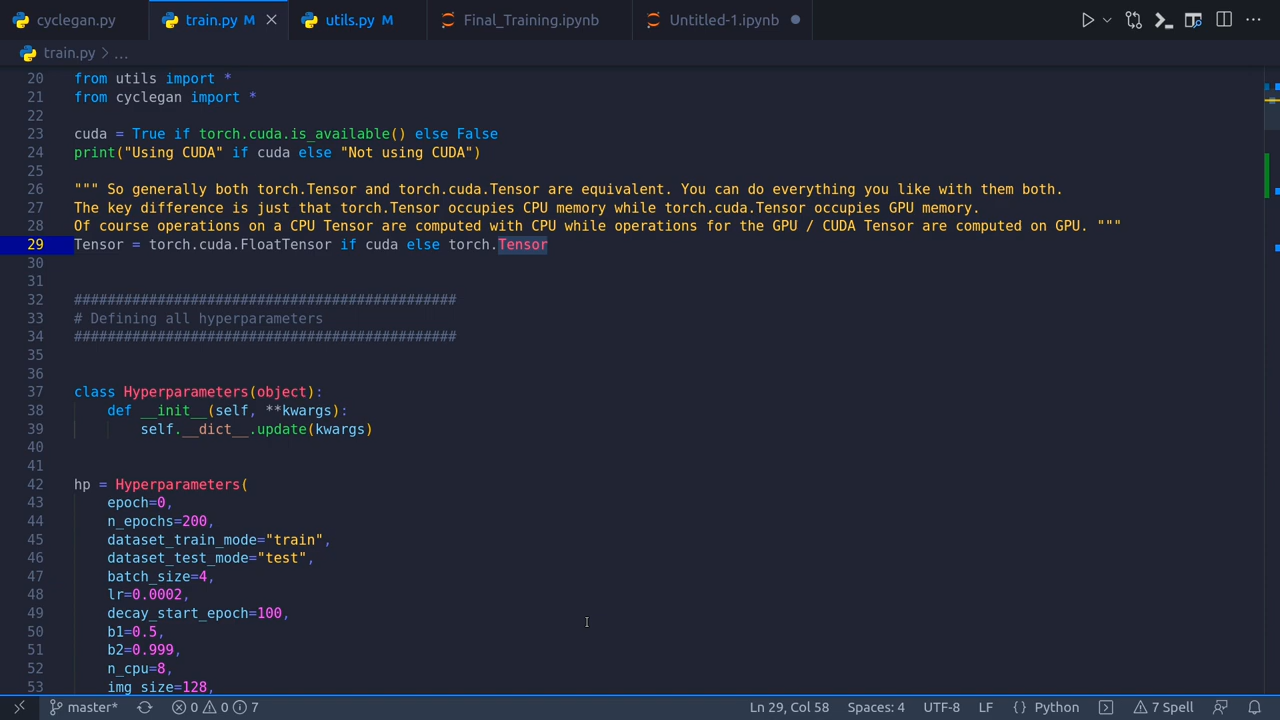 cyclegan.py train.py M utils.py M Final_Training.ipynb Untitled-1.ipynb
train.py > ...
20 from utils import *
21 from cyclegan import *
22
23 cuda = True if torch.cuda.is_available() else False
24 print("Using CUDA" if cuda else "Not using CUDA")
25
26 """ So generally both torch.Tensor and torch.cuda.Tensor are equivalent. You can do everything you like with them both.
27 The key difference is just that torch.Tensor occupies CPU memory while torch.cuda.Tensor occupies GPU memory.
28 Of course operations on a CPU Tensor are computed with CPU while operations for the GPU / CUDA Tensor are computed on GPU. """
29 Tensor = torch.cuda.FloatTensor if cuda else torch.Tensor
30
31
32 ##############################################
33 # Defining all hyperparameters
34 ##############################################
35
36
37 class Hyperparameters(object):
38 def __init__(self, **kwargs):
39 self.__dict__.update(kwargs)
40
41
42 hp = Hyperparameters(
43 epoch=0,
44 n_epochs=200,
45 dataset_train_mode="train",
46 dataset_test_mode="test",
47 batch_size=4,
48 lr=0.0002,
49 decay_start_epoch=100,
50 b1=0.5,
51 b2=0.999,
52 n_cpu=8,
53 img_size=128,
master* 0 0 7 Ln 29, Col 58 Spaces: 4 UTF-8 LF {} Python 7 Spell